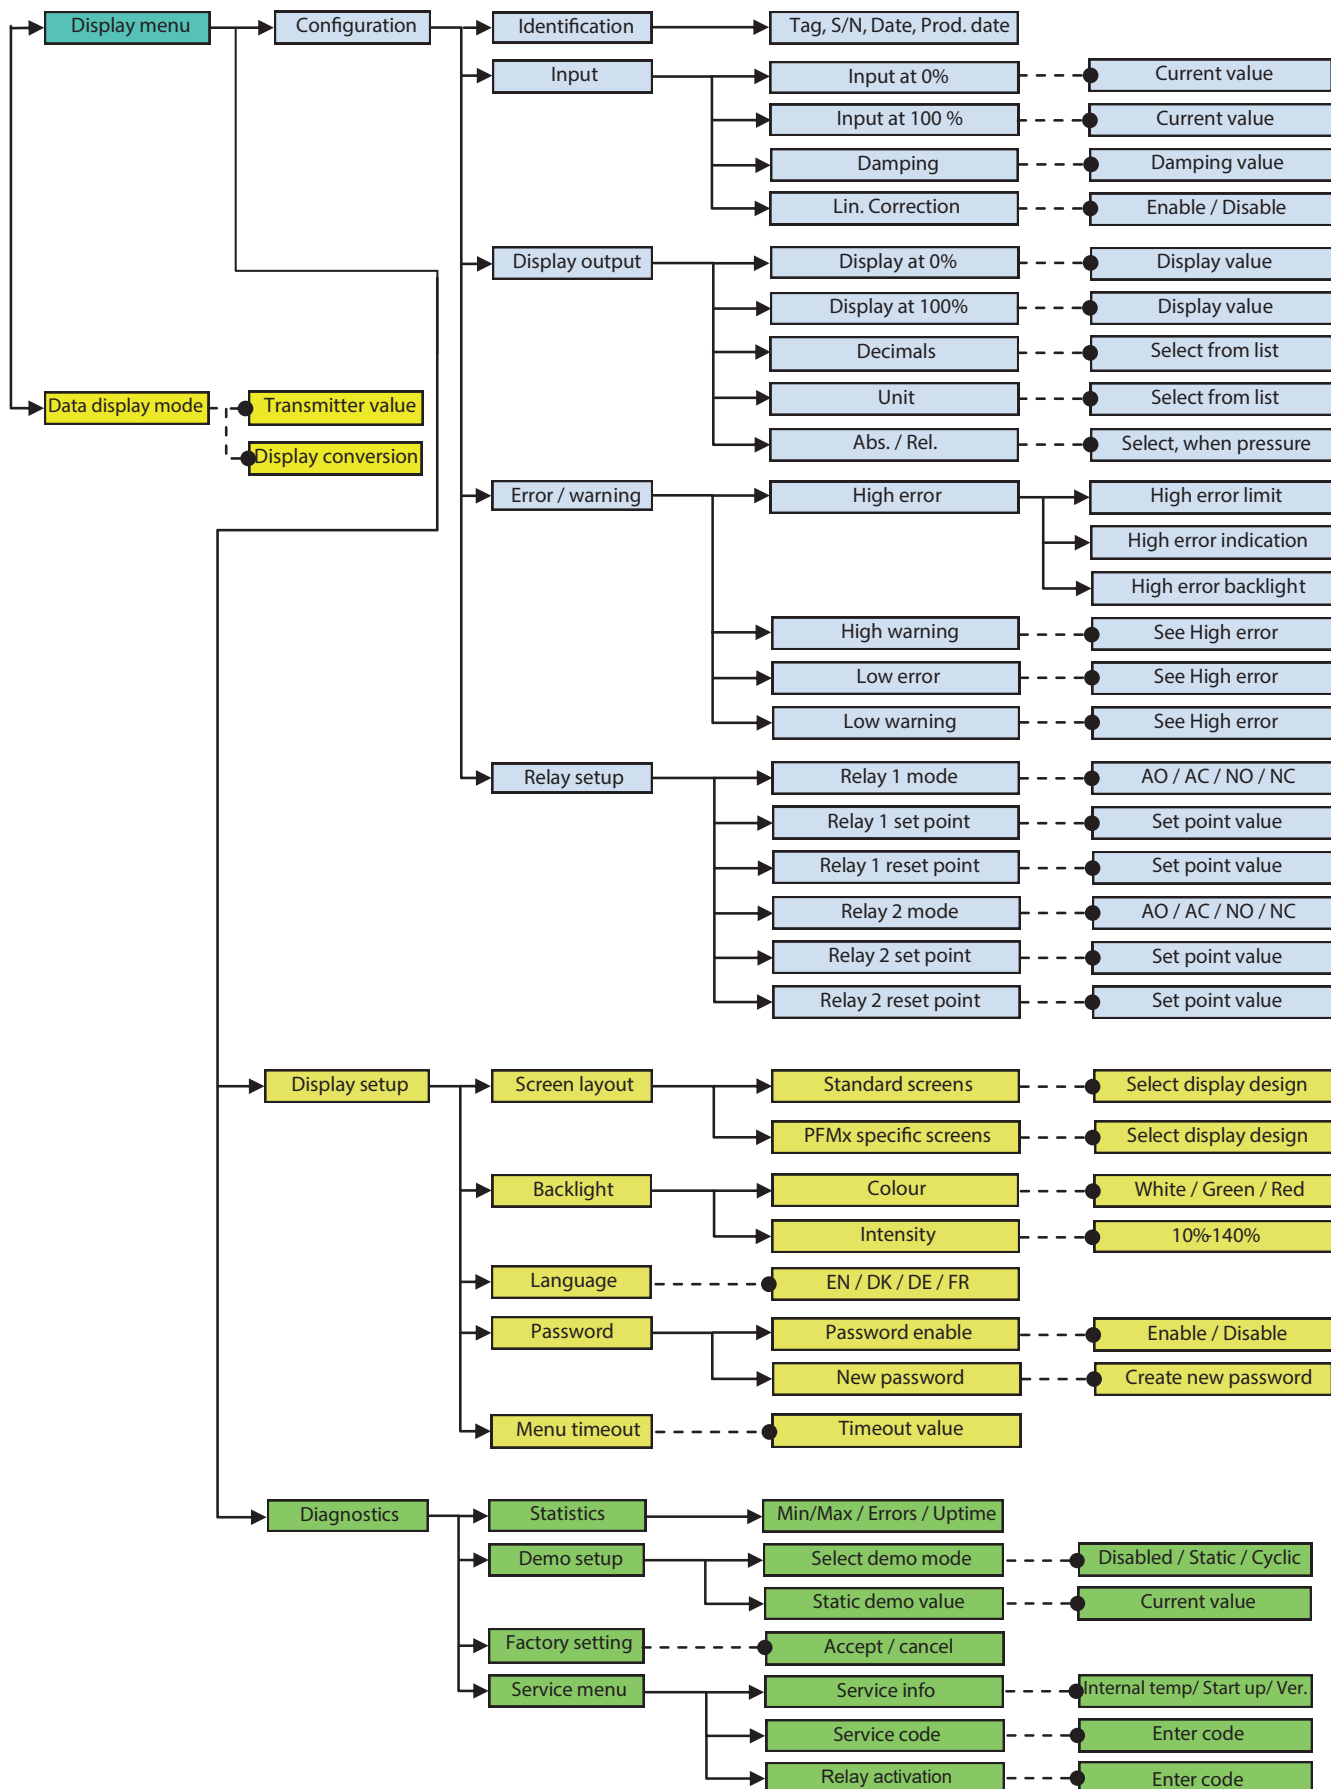 Display menu
Configuration
Identification
Tag, S/N, Date, Prod. date
Input
Input at 0%
Current value
Input at 100 %
Current value
Damping
Damping value
Lin. Correction
Enable / Disable
Display output
Display at 0%
Display value
Display at 100%
Display value
Decimals
Select from list
Unit
Select from list
Abs. / Rel.
Select, when pressure
Data display mode
Transmitter value
Display conversion
Error / warning
High error
High error limit
High error indication
High error backlight
High warning
See High error
Low error
See High error
Low warning
See High error
Relay setup
Relay 1 mode
AO / AC / NO / NC
Relay 1 set point
Set point value
Relay 1 reset point
Set point value
Relay 2 mode
AO / AC / NO / NC
Relay 2 set point
Set point value
Relay 2 reset point
Set point value
Display setup
Screen layout
Standard screens
Select display design
PFMx specific screens
Select display design
Backlight
Colour
White / Green / Red
Intensity
10%-140%
Language
EN / DK / DE / FR
Password
Password enable
Enable / Disable
New password
Create new password
Menu timeout
Timeout value
Diagnostics
Statistics
Min/Max / Errors / Uptime
Demo setup
Select demo mode
Disabled / Static / Cyclic
Static demo value
Current value
Factory setting
Accept / cancel
Service menu
Service info
Internal temp/ Start up/ Ver.
Service code
Enter code
Relay activation
Enter code